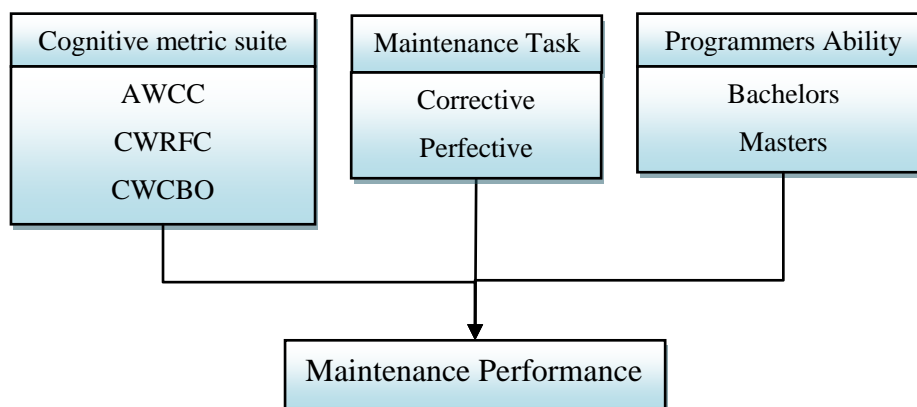 Cognitive metric suite
AWCC
CWRFC
CWCBO
Maintenance Task
Corrective
Perfective
Programmers Ability
Bachelors
Masters
Maintenance Performance